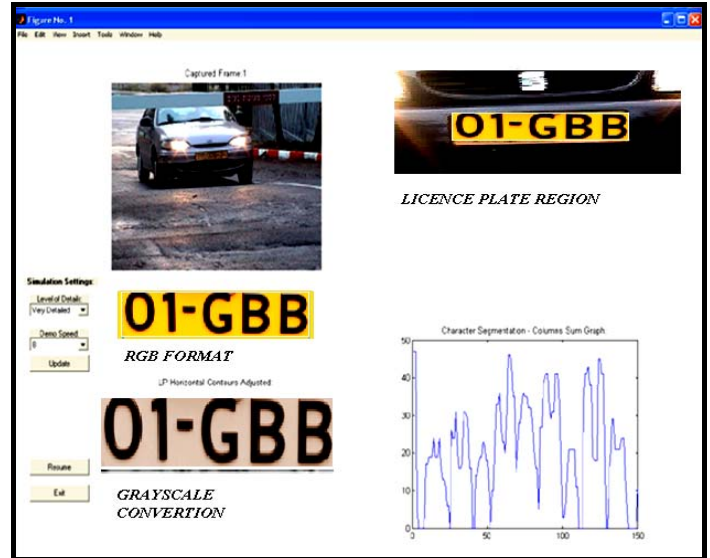 Figure No. 1
File Edit View Insert Tools Window Help
Captured Frame:1
01-GBB
LICENCE PLATE REGION
Simulation Settings:
Level of Details:
Very Detailed
Demo Speed
8
Update
01-GBB
RGB FORMAT
LP Horizontal Contours Adjusted:
01-GBB
GRAYSCALE
CONVERTION
Resume
Exit
Character Segmentation - Columns Sum Graph
50
40
30
20
10
0
0 50 100 150